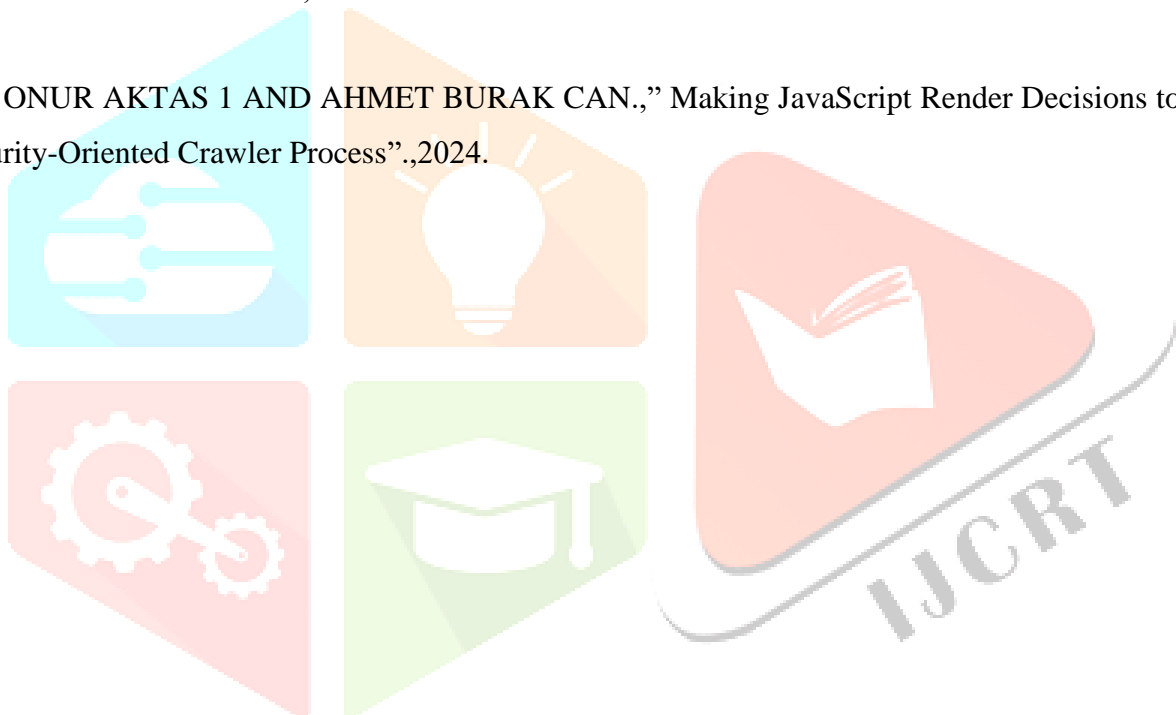 ONUR AKTAS 1 AND AHMET BURAK CAN.,” Making JavaScript Render Decisions to
urity-Oriented Crawler Process”.,2024.
IJCRT